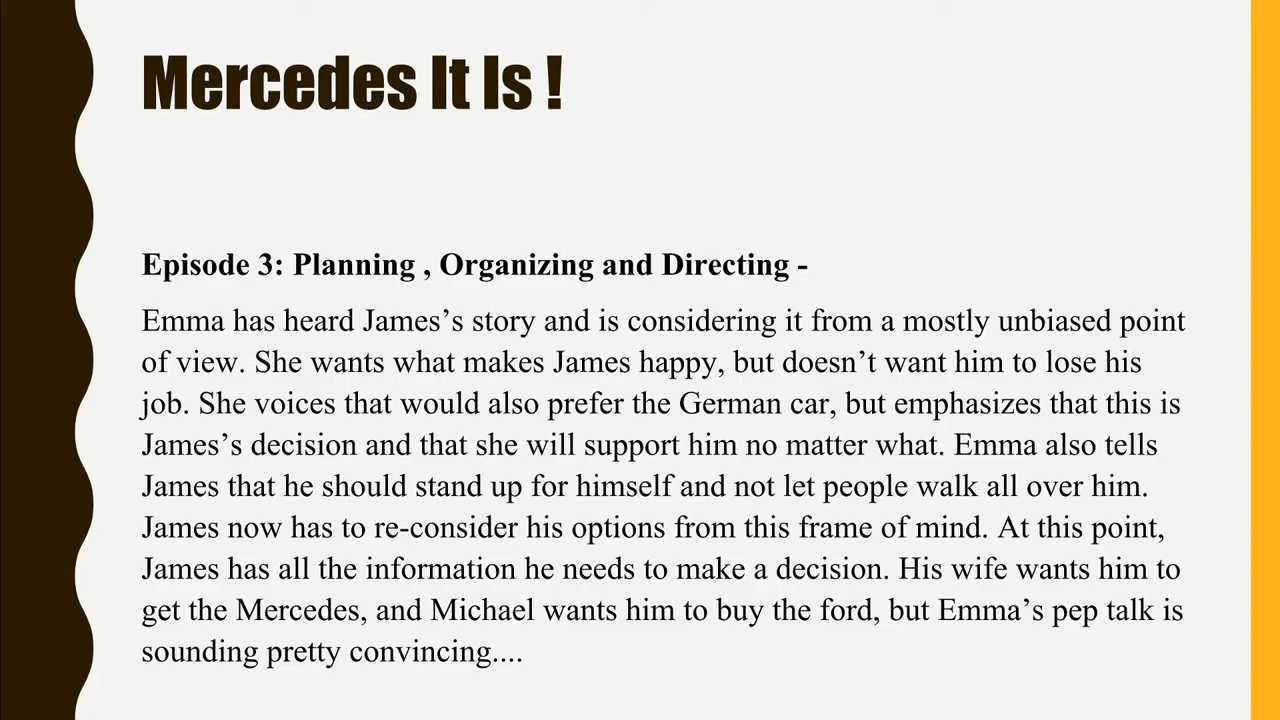 Mercedes It Is !
Episode 3: Planning , Organizing and Directing -
Emma has heard James’s story and is considering it from a mostly unbiased point
of view. She wants what makes James happy, but doesn’t want him to lose his
job. She voices that would also prefer the German car, but emphasizes that this is
James’s decision and that she will support him no matter what. Emma also tells
James that he should stand up for himself and not let people walk all over him.
James now has to re-consider his options from this frame of mind. At this point,
James has all the information he needs to make a decision. His wife wants him to
get the Mercedes, and Michael wants him to buy the ford, but Emma’s pep talk is
sounding pretty convincing....